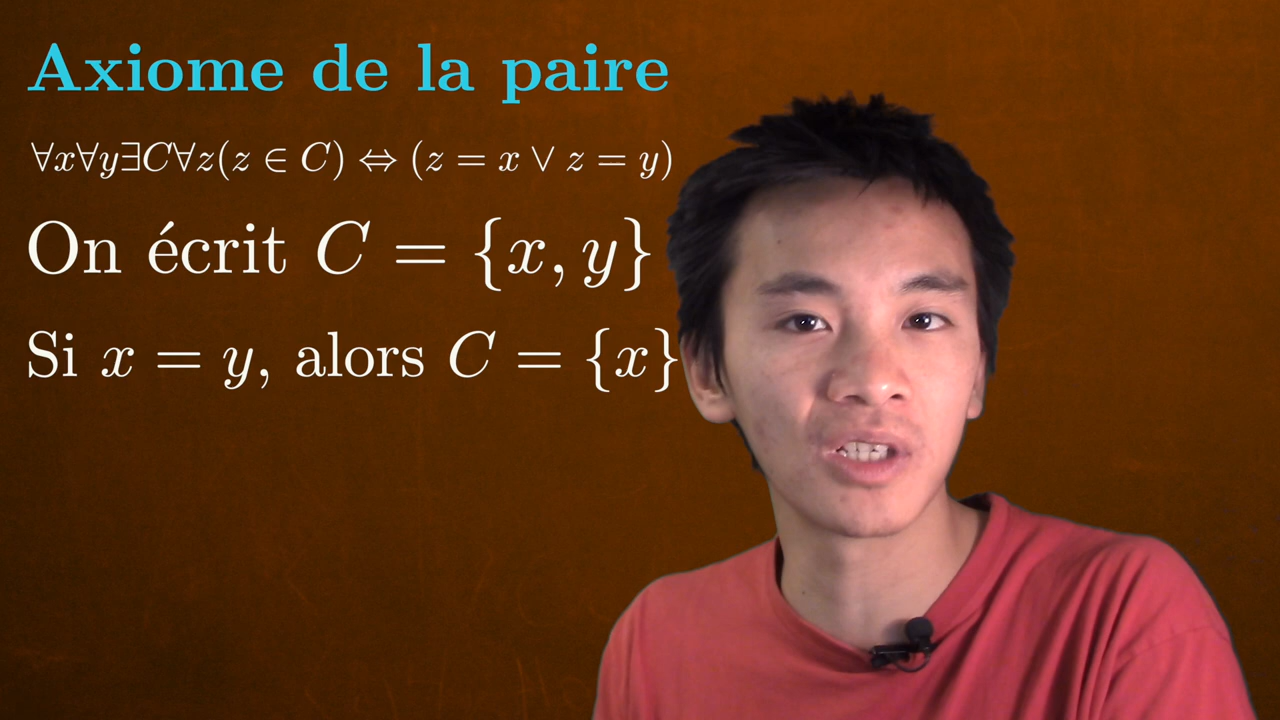 Axiome de la paire
∀x∀y∃C∀z(z ∈ C) ⇔ (z = x ∨ z = y)
On écrit C = {x, y}
Si x = y, alors C = {x}